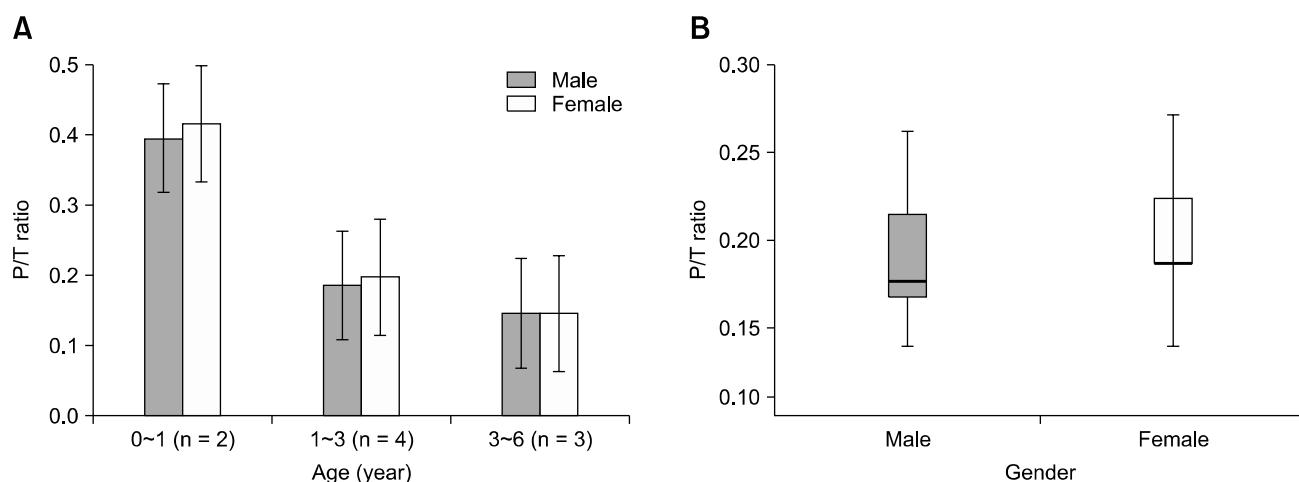 A
P/T ratio
0.5
0.4
0.3
0.2
0.1
0.0
Male
Female
0~1 (n = 2)
1~3 (n = 4)
3~6 (n = 3)
Age (year)
B
P/T ratio
0.30
0.25
0.20
0.15
0.10
Male
Female
Gender